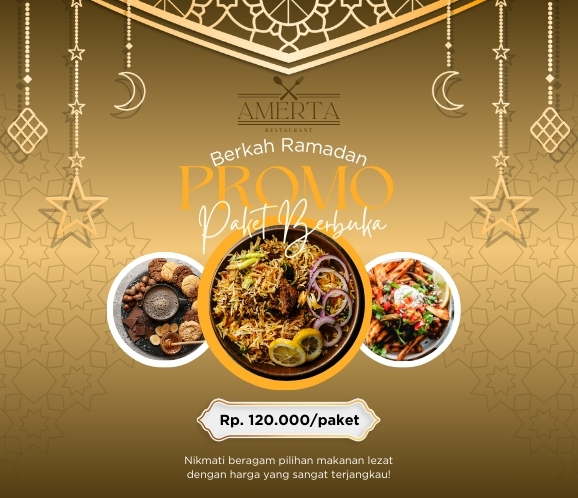 AMERTA
RESTAURANT
Berkah Ramadan
PROMO
Paket Berbuka
Rp. 120.000/paket
Nikmati beragam pilihan makanan lezat
dengan harga yang sangat terjangkau!